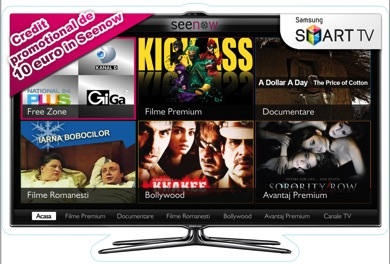 Credit
promotional de
10 euro in Seenow
seenow
Samsung
SMART TV
KANAL D
NATIONAL 24
PLUS
GiGa
Free Zone
KICK-ASS
Filme Premium
A Dollar A Day
The Price of Cotton
Documentare
IARNA BOBOCILOR
Filme Romanesti
KHAKEE
Bollywood
SORORITY ROW
Avantaj Premium
Acasa
Filme Premium
Documentare
Filme Romanesti
Bollywood
Avantaj Premium
Canale TV